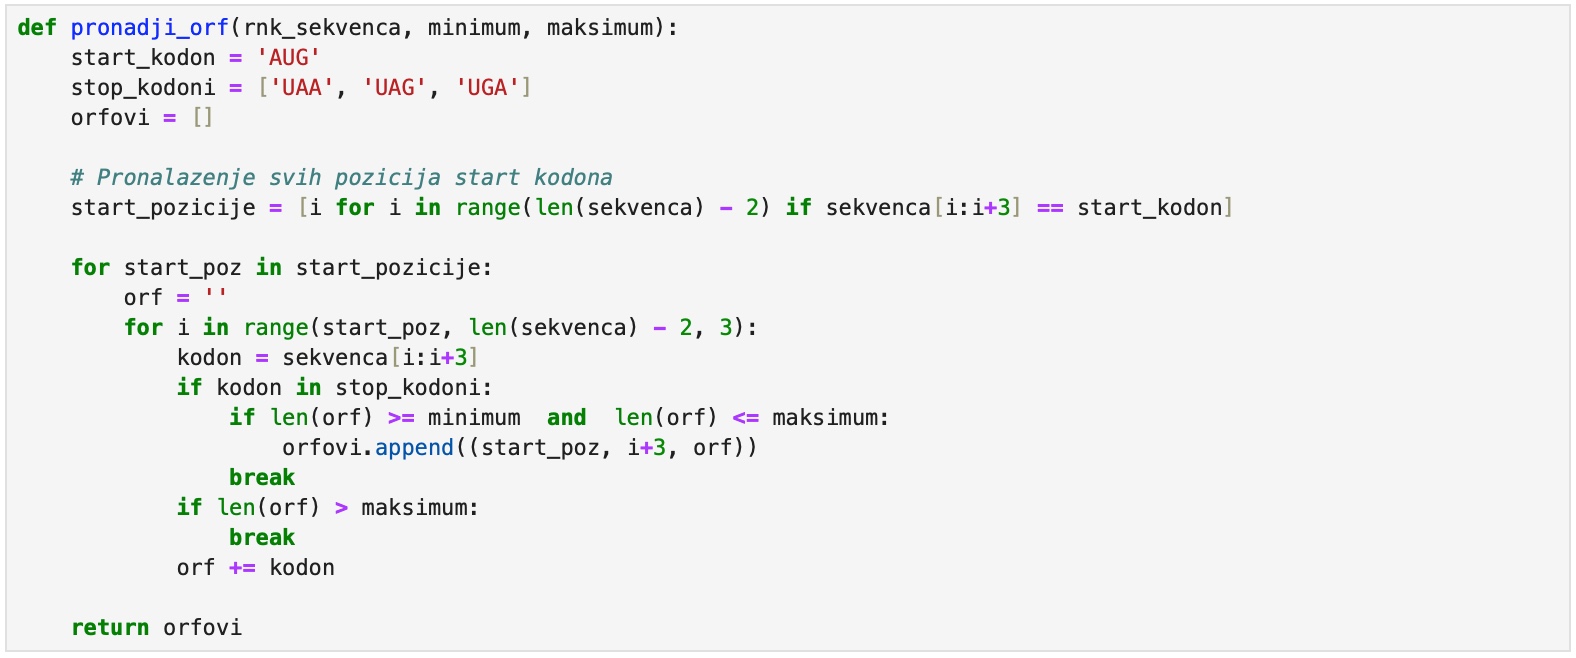 def pronadji_orf(rnk_sekvenca, minimum, maksimum):
    start_kodon = 'AUG'
    stop_kodoni = ['UAA', 'UAG', 'UGA']
    orfovi = []

    # Pronalazenje svih pozicija start kodona
    start_pozicije = [i for i in range(len(sekvenca) - 2) if sekvenca[i:i+3] == start_kodon]

    for start_poz in start_pozicije:
        orf = ''
        for i in range(start_poz, len(sekvenca) - 2, 3):
            kodon = sekvenca[i:i+3]
            if kodon in stop_kodoni:
                if len(orf) >= minimum  and  len(orf) <= maksimum:
                    orfovi.append((start_poz, i+3, orf))
                break
            if len(orf) > maksimum:
                break
            orf += kodon

    return orfovi